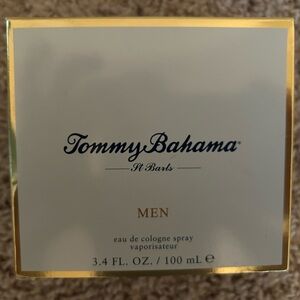 Tommy Bahama®
St Barts
MEN
eau de cologne spray
vaporisateur
3.4 FL. OZ. / 100 mL ℮